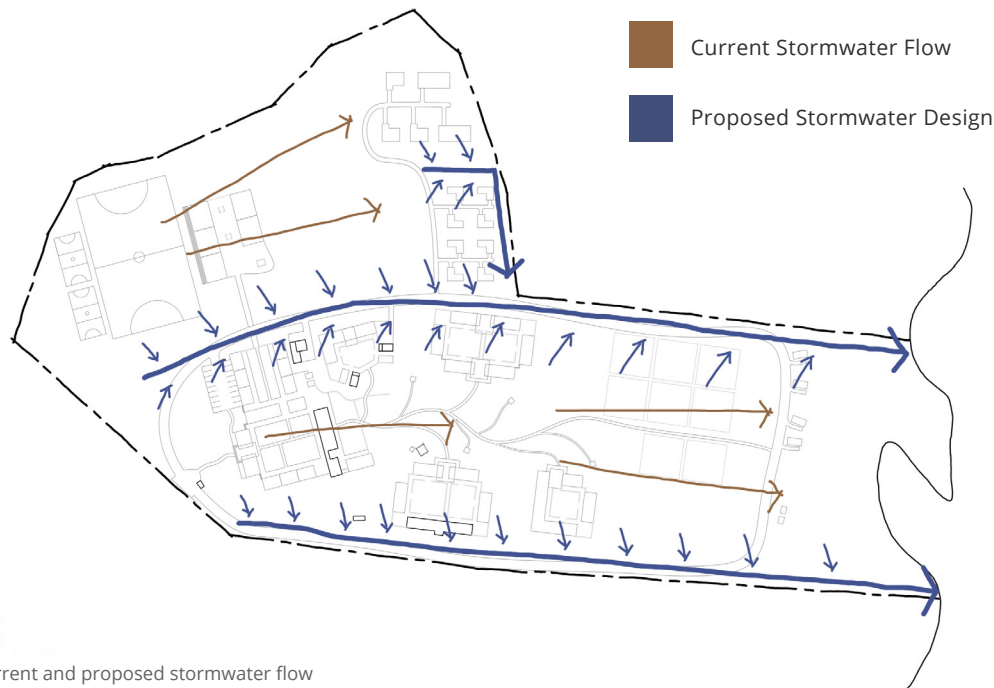 Current Stormwater Flow
Proposed Stormwater Design
rrent and proposed stormwater flow